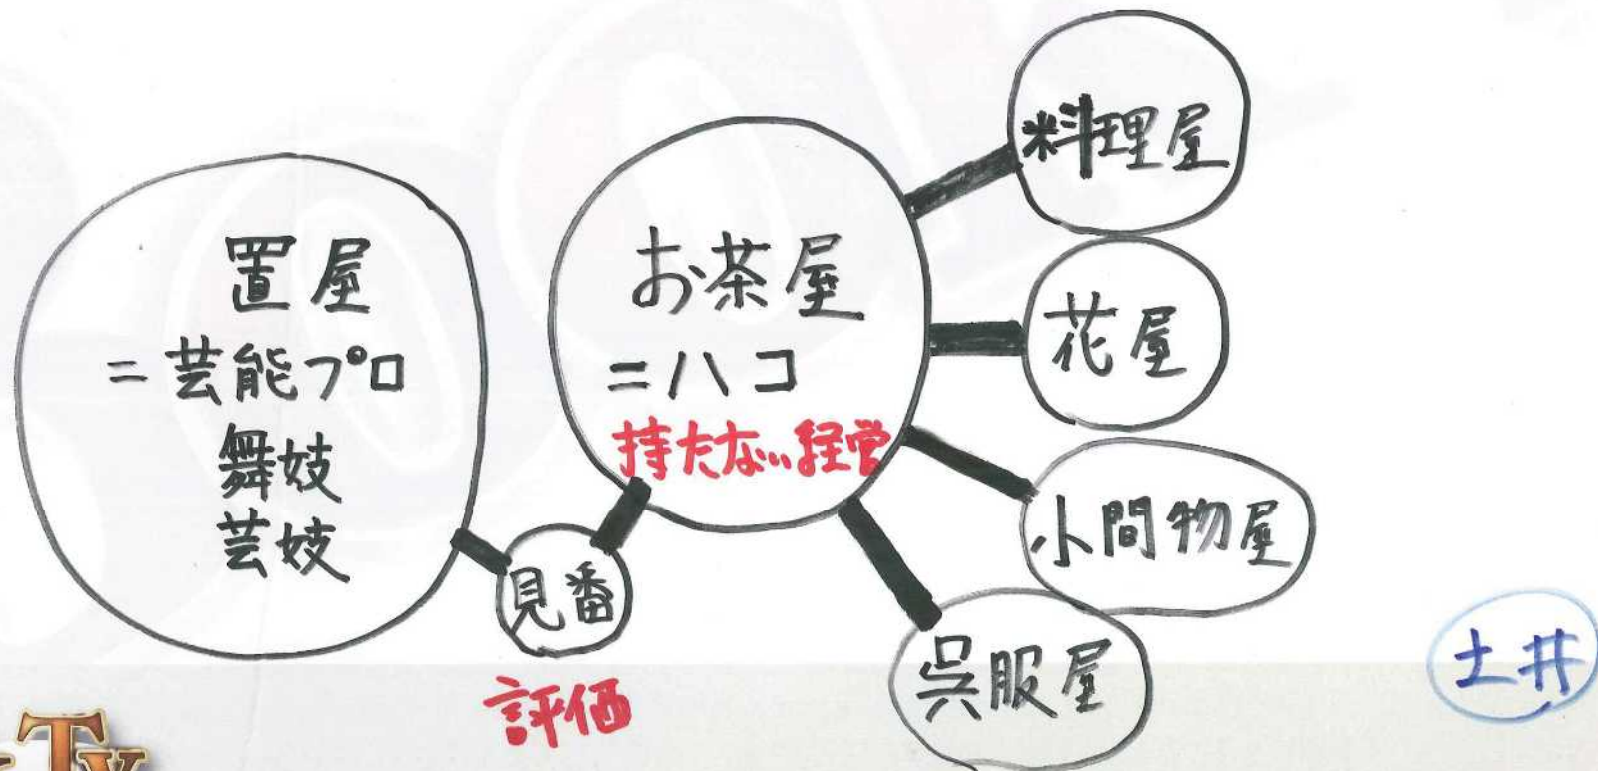 置屋
=芸能プロ
舞妓
芸妓
見番
評価
お茶屋
=ハコ
持たない経営
料理屋
花屋
小間物屋
呉服屋
土井
TV